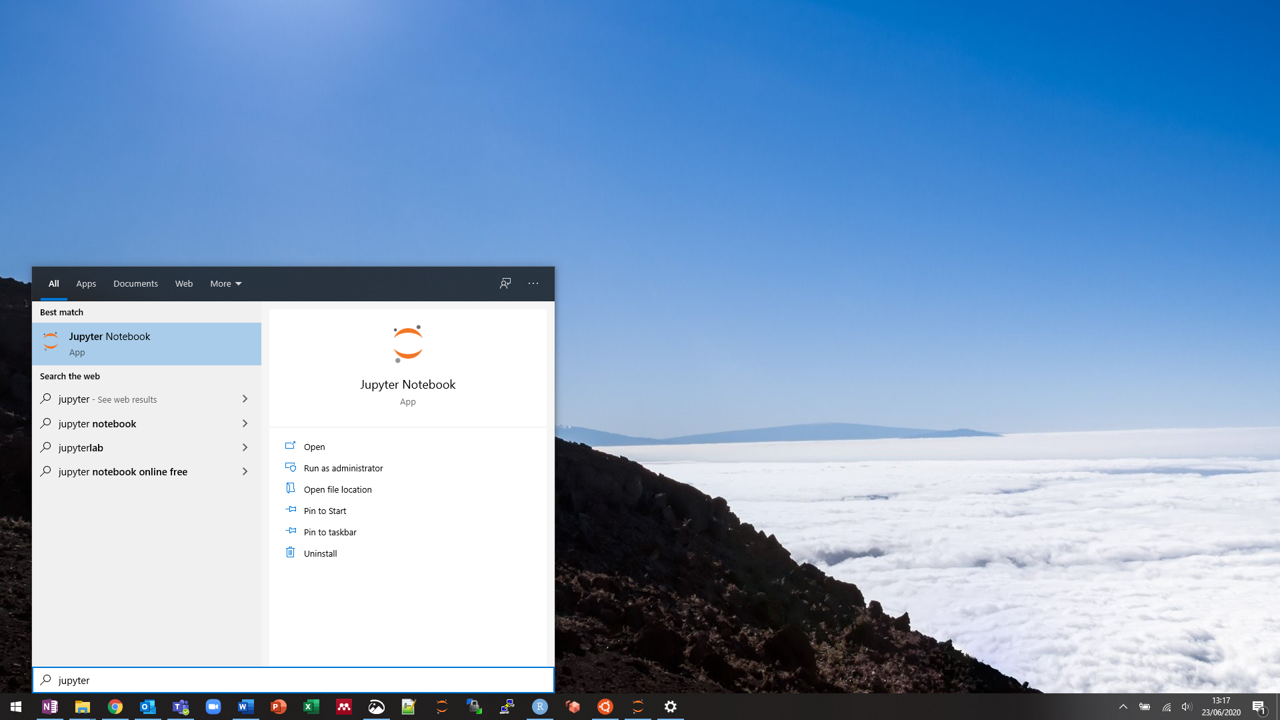 All Apps Documents Web More
Best match
Jupyter Notebook
App
Search the web
jupyter - See web results
jupyter notebook
jupyterlab
jupyter notebook online free
Jupyter Notebook
App
Open
Run as administrator
Open file location
Pin to Start
Pin to taskbar
Uninstall
jupyter
13:17
23/06/2020